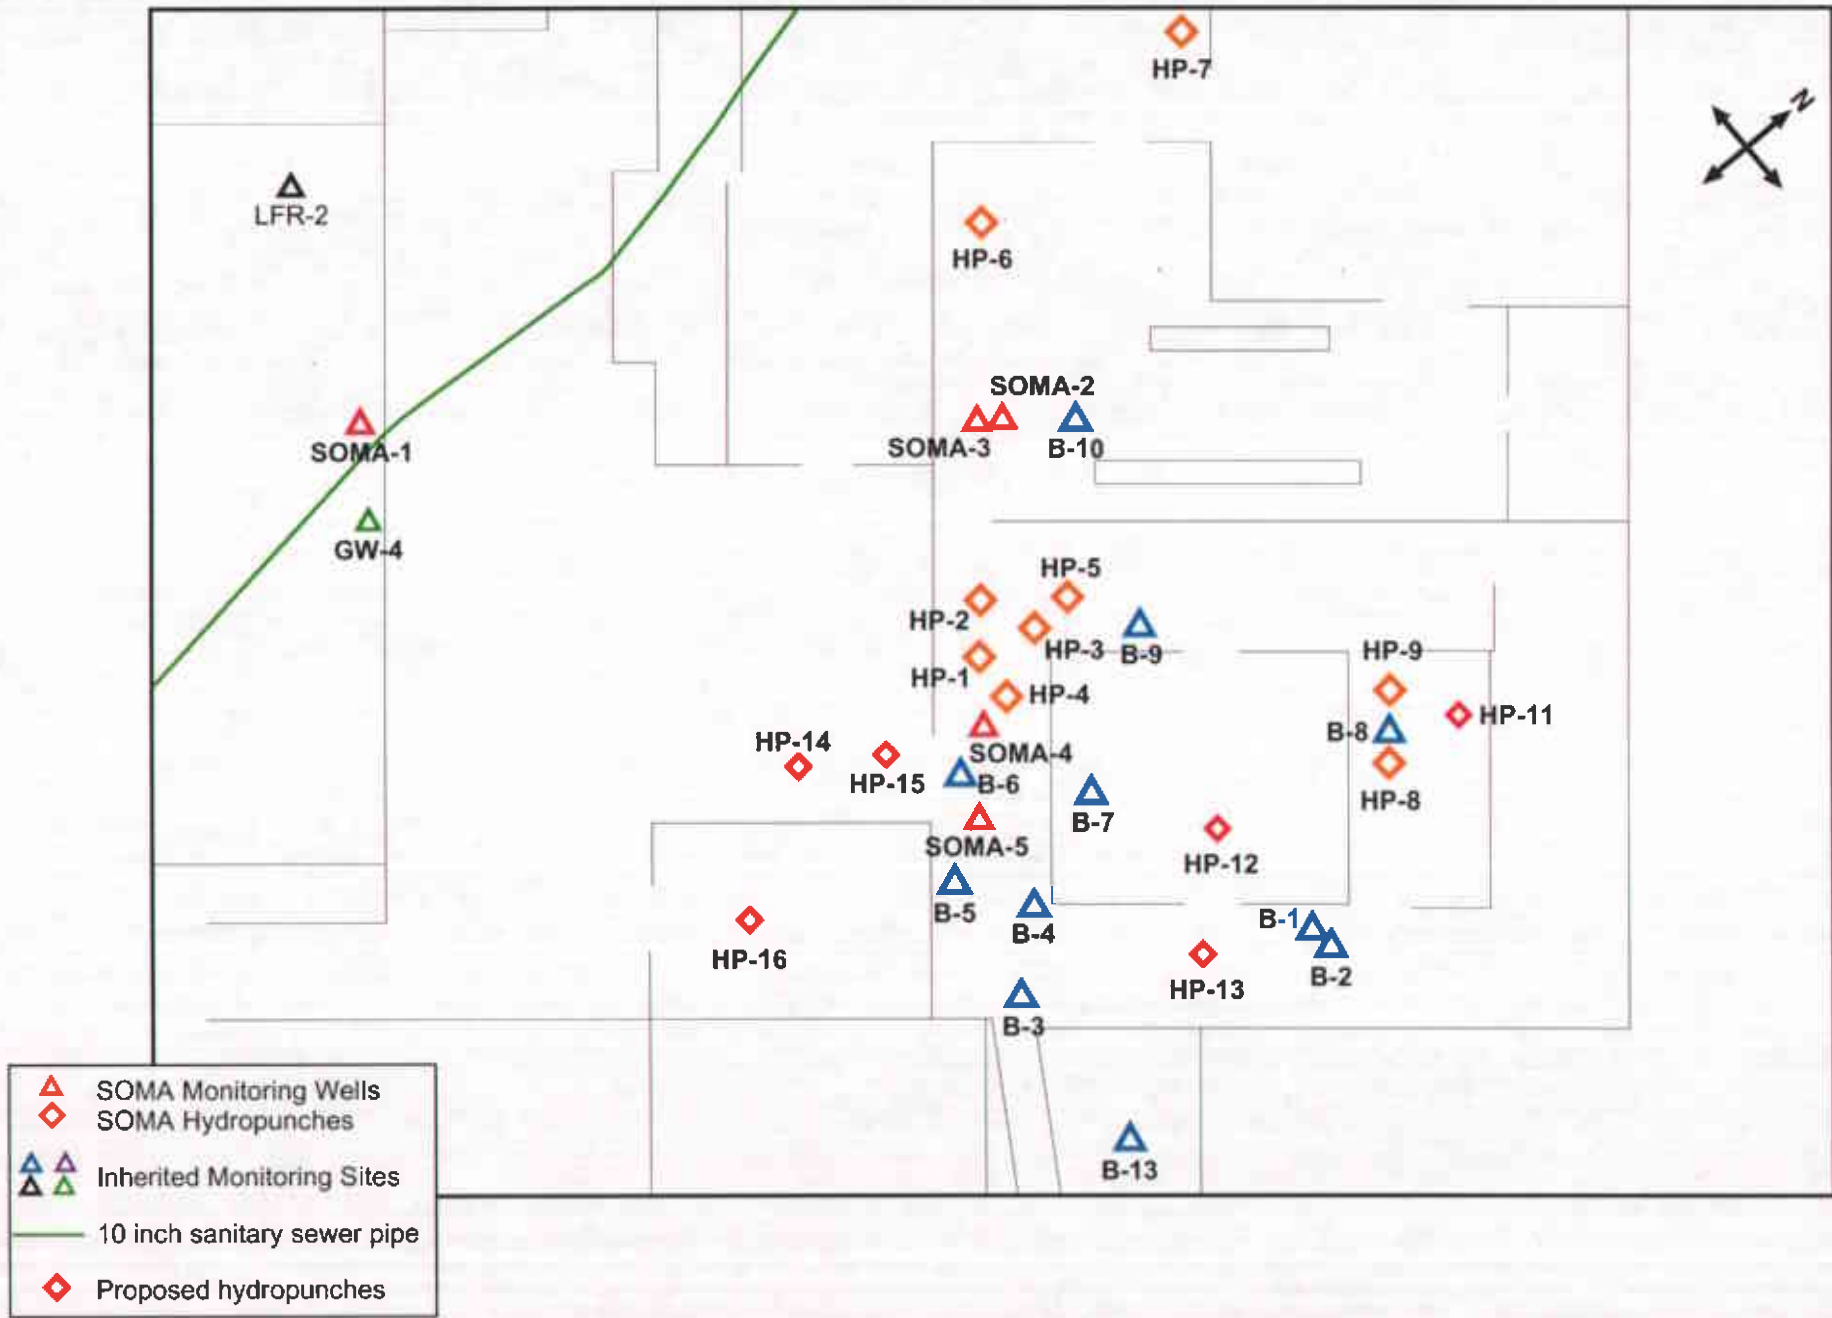 HP-7
N
LFR-2
HP-6
SOMA-2
SOMA-1
SOMA-3
B-10
GW-4
HP-5
HP-2
HP-3
B-9
HP-9
HP-1
HP-4
HP-11
B-8
HP-14
SOMA-4
HP-15
B-6
HP-8
B-7
SOMA-5
HP-12
B-5
B-1
B-4
HP-16
B-2
HP-13
B-3
SOMA Monitoring Wells
SOMA Hydropunches
B-13
Inherited Monitoring Sites
10 inch sanitary sewer pipe
Proposed hydropunches